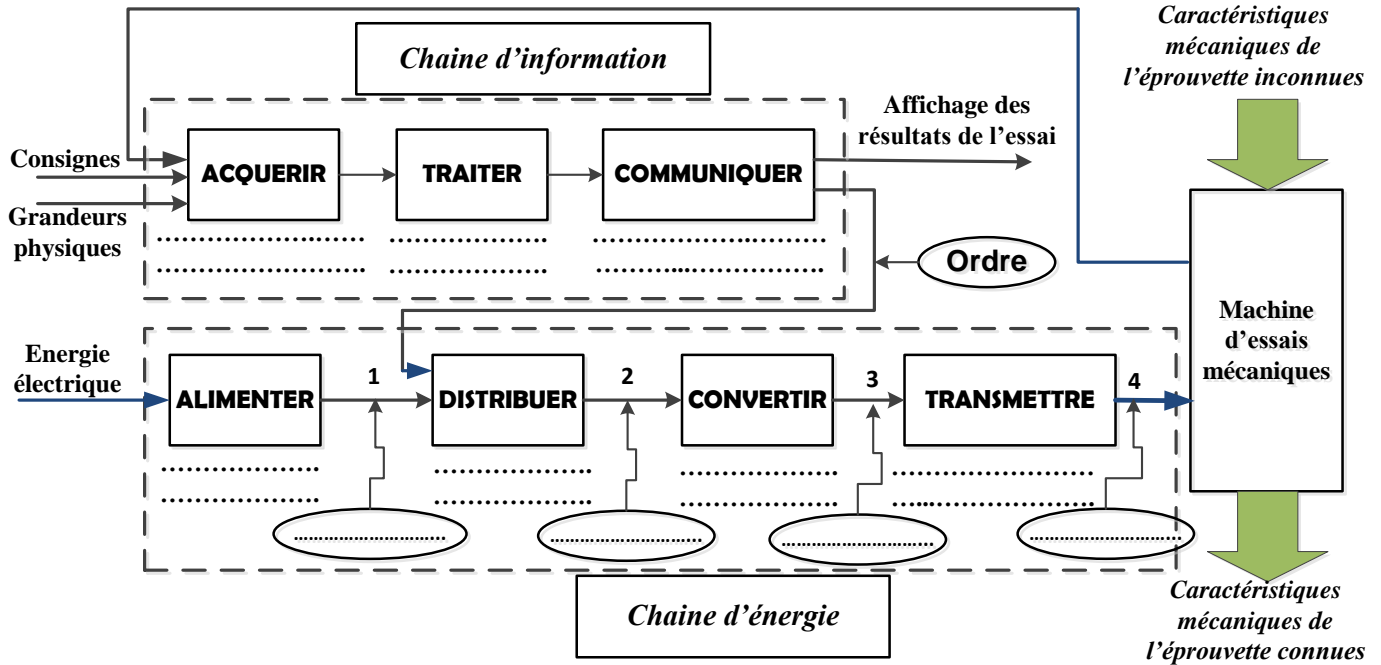 Caractéristiques
mécaniques de
l’éprouvette inconnues
Chaine d’information
Affichage des
résultats de l’essai
Consignes
ACQUERIR
TRAITER
COMMUNIQUER
Grandeurs
physiques
.................................
.........................
.....................................
.................................
.........................
.....................................
Ordre
Machine
d’essais
mécaniques
Energie
électrique
1
2
3
4
ALIMENTER
DISTRIBUER
CONVERTIR
TRANSMETTRE
.........................
.........................
.........................
.................................
.........................
.........................
.........................
.................................
.................................
.................................
.................................
.................................
Chaine d’énergie
Caractéristiques
mécaniques de
l’éprouvette connues